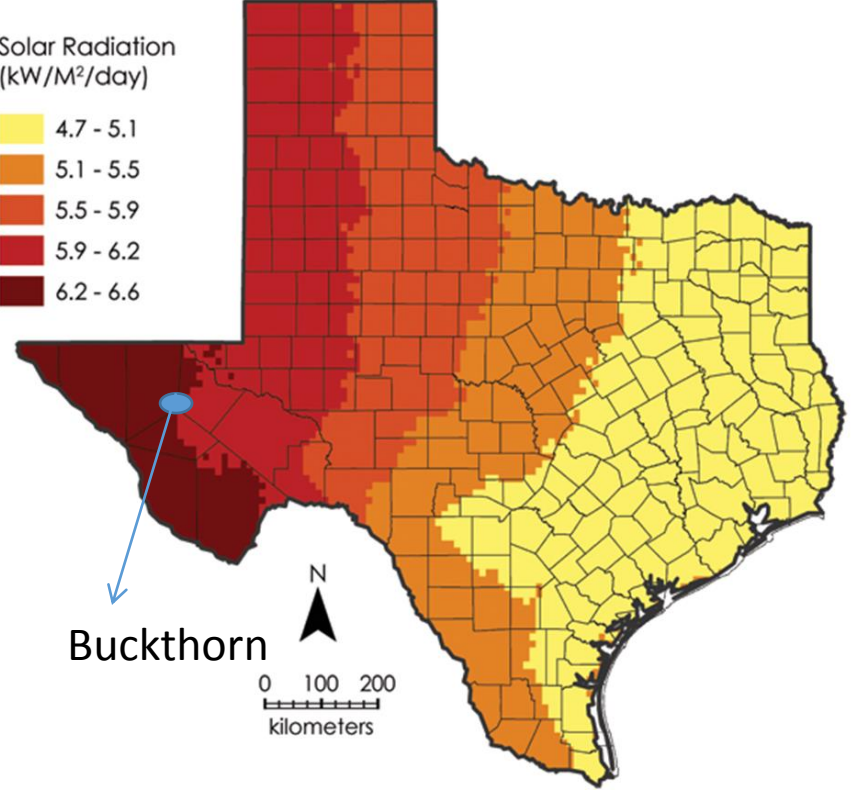 Solar Radiation
(kW/M²/day)
4.7 - 5.1
5.1 - 5.5
5.5 - 5.9
5.9 - 6.2
6.2 - 6.6
N
Buckthorn
0 100 200
kilometers